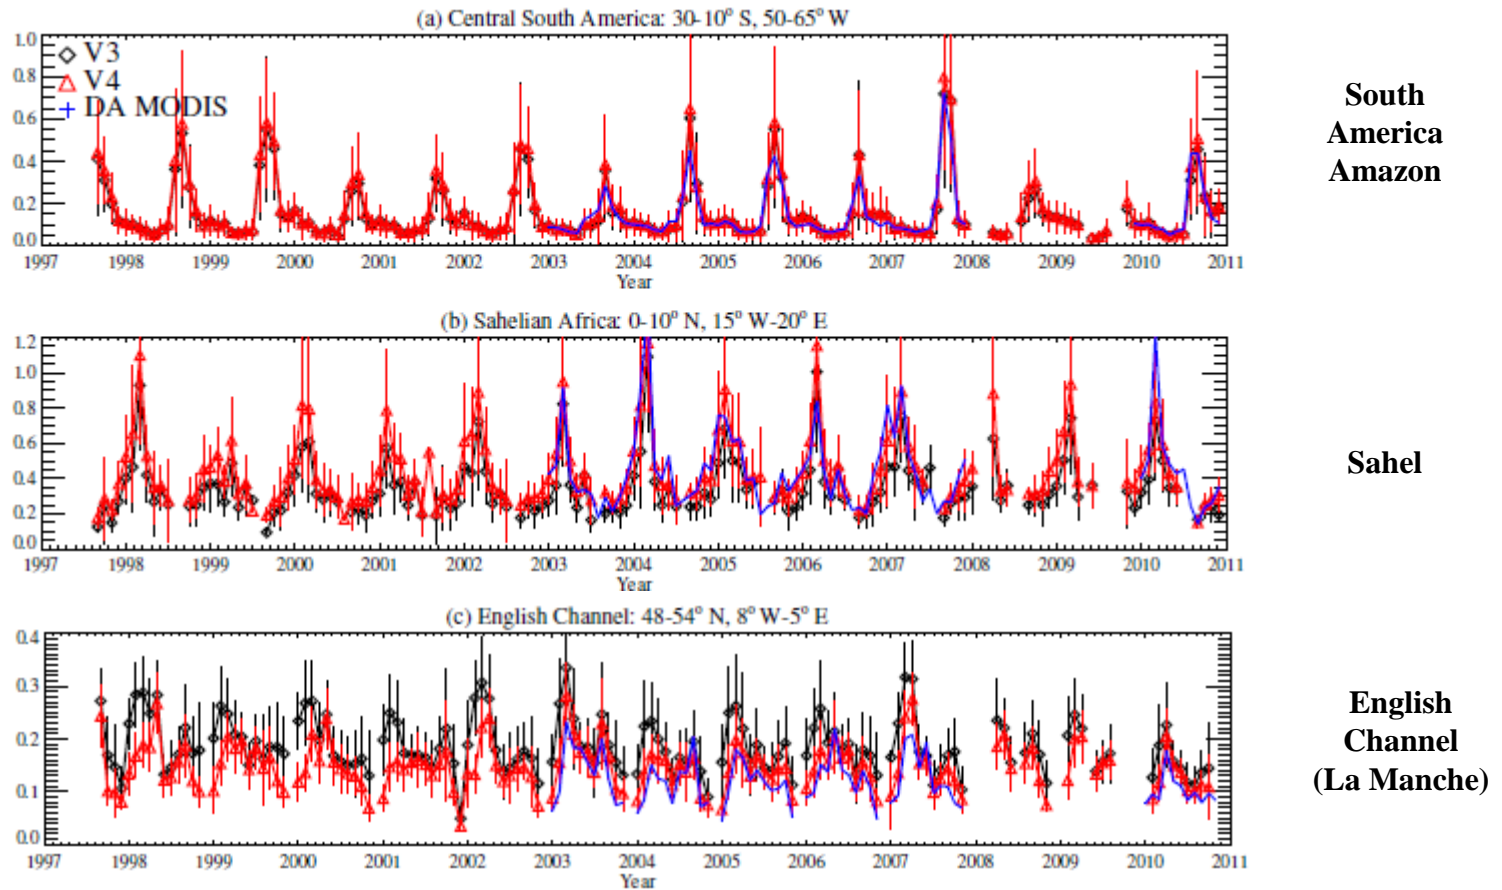 (a) Central South America: 30-10° S, 50-65° W
1.0
0.8
0.6
0.4
0.2
0.0
V3
V4
DA MODIS
1997 1998 1999 2000 2001 2002 2003 2004 2005 2006 2007 2008 2009 2010 2011
Year
South
America
Amazon
(b) Sahelian Africa: 0-10° N, 15° W-20° E
1.2
1.0
0.8
0.6
0.4
0.2
0.0
1997 1998 1999 2000 2001 2002 2003 2004 2005 2006 2007 2008 2009 2010 2011
Year
Sahel
(c) English Channel: 48-54° N, 8° W-5° E
0.4
0.3
0.2
0.1
0.0
1997 1998 1999 2000 2001 2002 2003 2004 2005 2006 2007 2008 2009 2010 2011
Year
English
Channel
(La Manche)